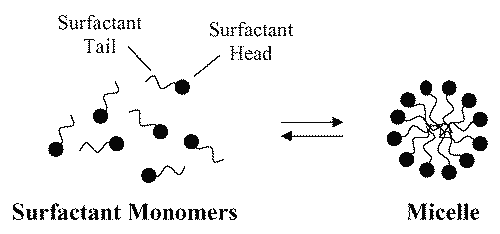 Surfactant
Tail
Surfactant
Head
Surfactant Monomers
Micelle